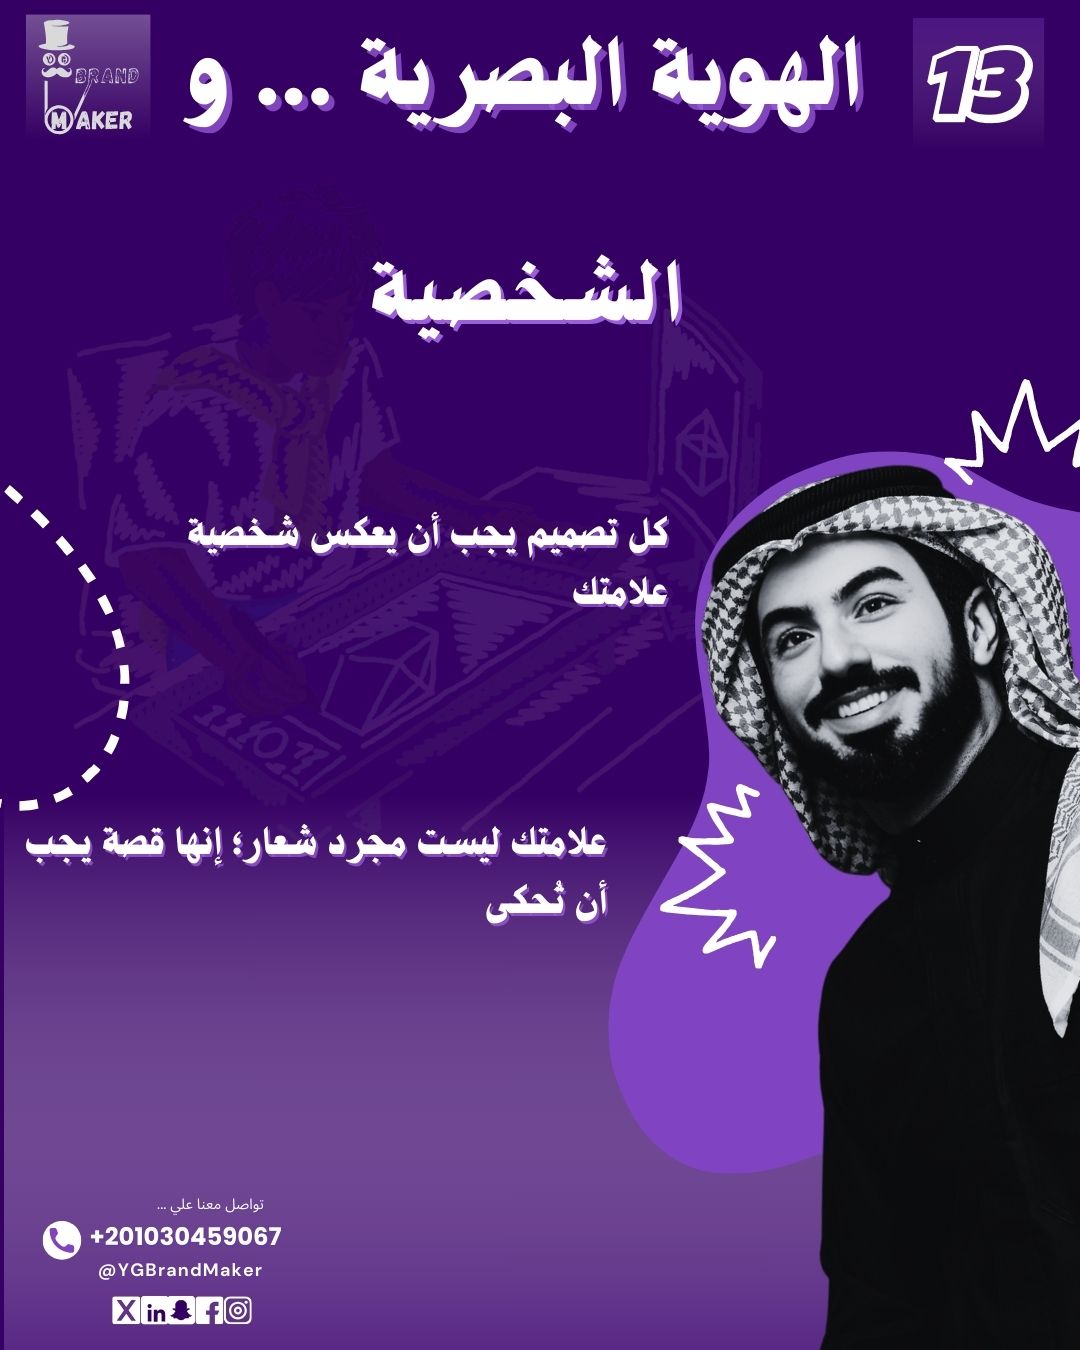 13
الهوية البصرية ... و
BRAND
MAKER
الشخصية
كل تصميم يجب أن يعكس شخصية
علامتك
علامتك ليست مجرد شعار؛ إنها قصة يجب
أن تُحكى
تواصل معنا علي ...
+201030459067
@YGBrandMaker